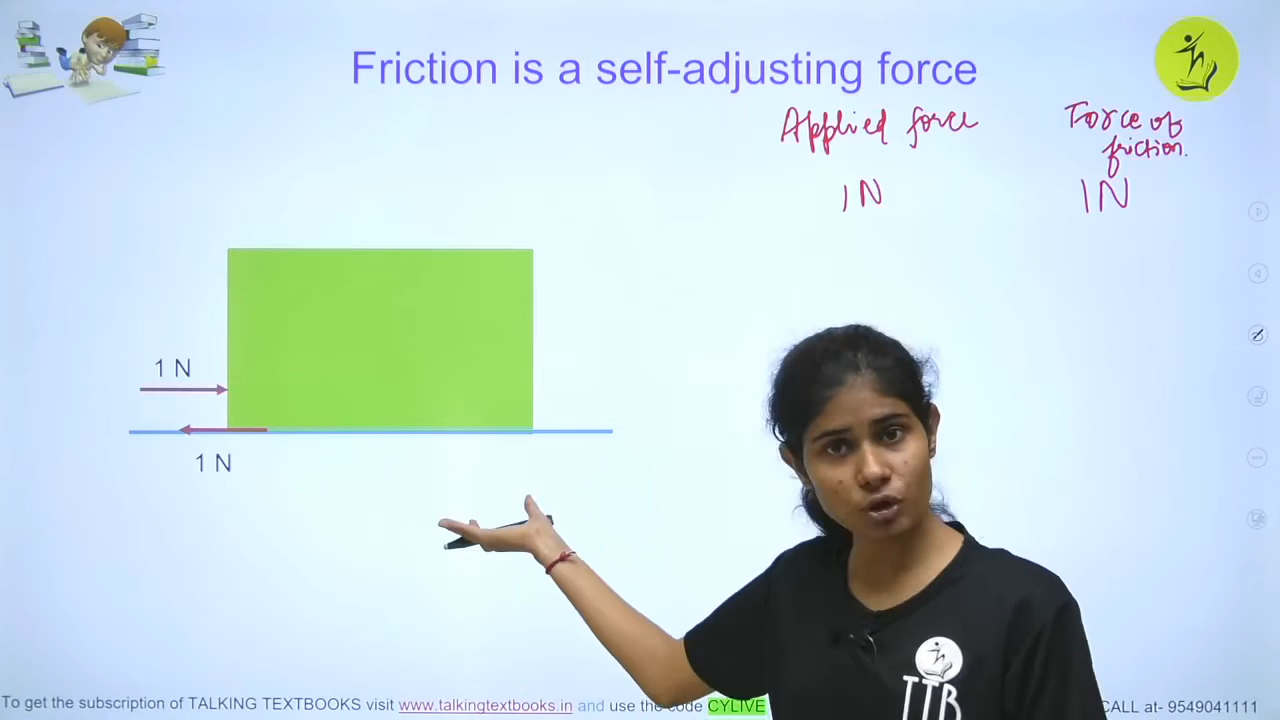 Friction is a self-adjusting force
Applied force
Force of
friction.
1N
1N
1 N
1 N
TTB
To get the subscription of TALKING TEXTBOOKS visit www.talkingtextbooks.in and use the code CYLIVE
CALL at- 9549041111